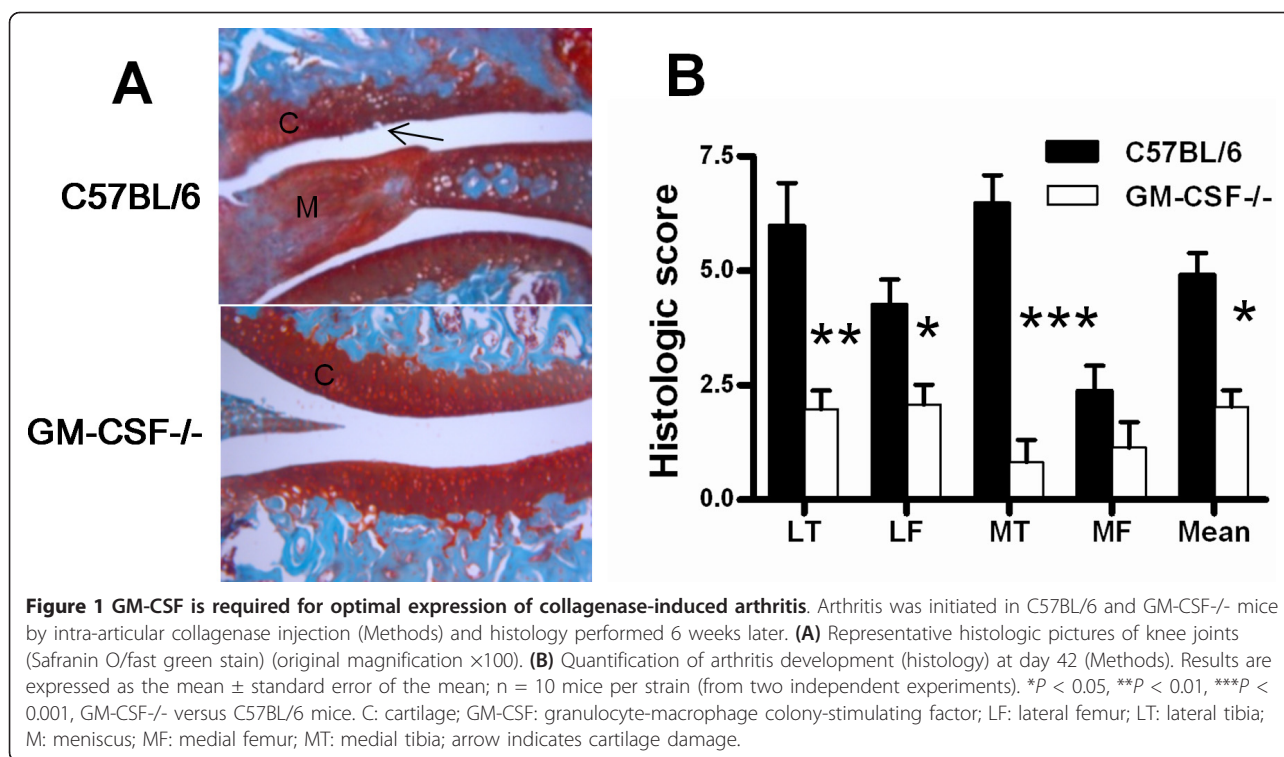 A
C
C57BL/6
M
C
GM-CSF-/-
B
C57BL/6
GM-CSF-/-
Histologic score
7.5
5.0
2.5
0.0
**
*
***
*
LT LF MT MF Mean
Figure 1 GM-CSF is required for optimal expression of collagenase-induced arthritis. Arthritis was initiated in C57BL/6 and GM-CSF-/- mice
by intra-articular collagenase injection (Methods) and histology performed 6 weeks later. (A) Representative histologic pictures of knee joints
(Safranin O/fast green stain) (original magnification ×100). (B) Quantification of arthritis development (histology) at day 42 (Methods). Results are
expressed as the mean ± standard error of the mean; n = 10 mice per strain (from two independent experiments). *P < 0.05, **P < 0.01, ***P <
0.001, GM-CSF-/- versus C57BL/6 mice. C: cartilage; GM-CSF: granulocyte-macrophage colony-stimulating factor; LF: lateral femur; LT: lateral tibia;
M: meniscus; MF: medial femur; MT: medial tibia; arrow indicates cartilage damage.